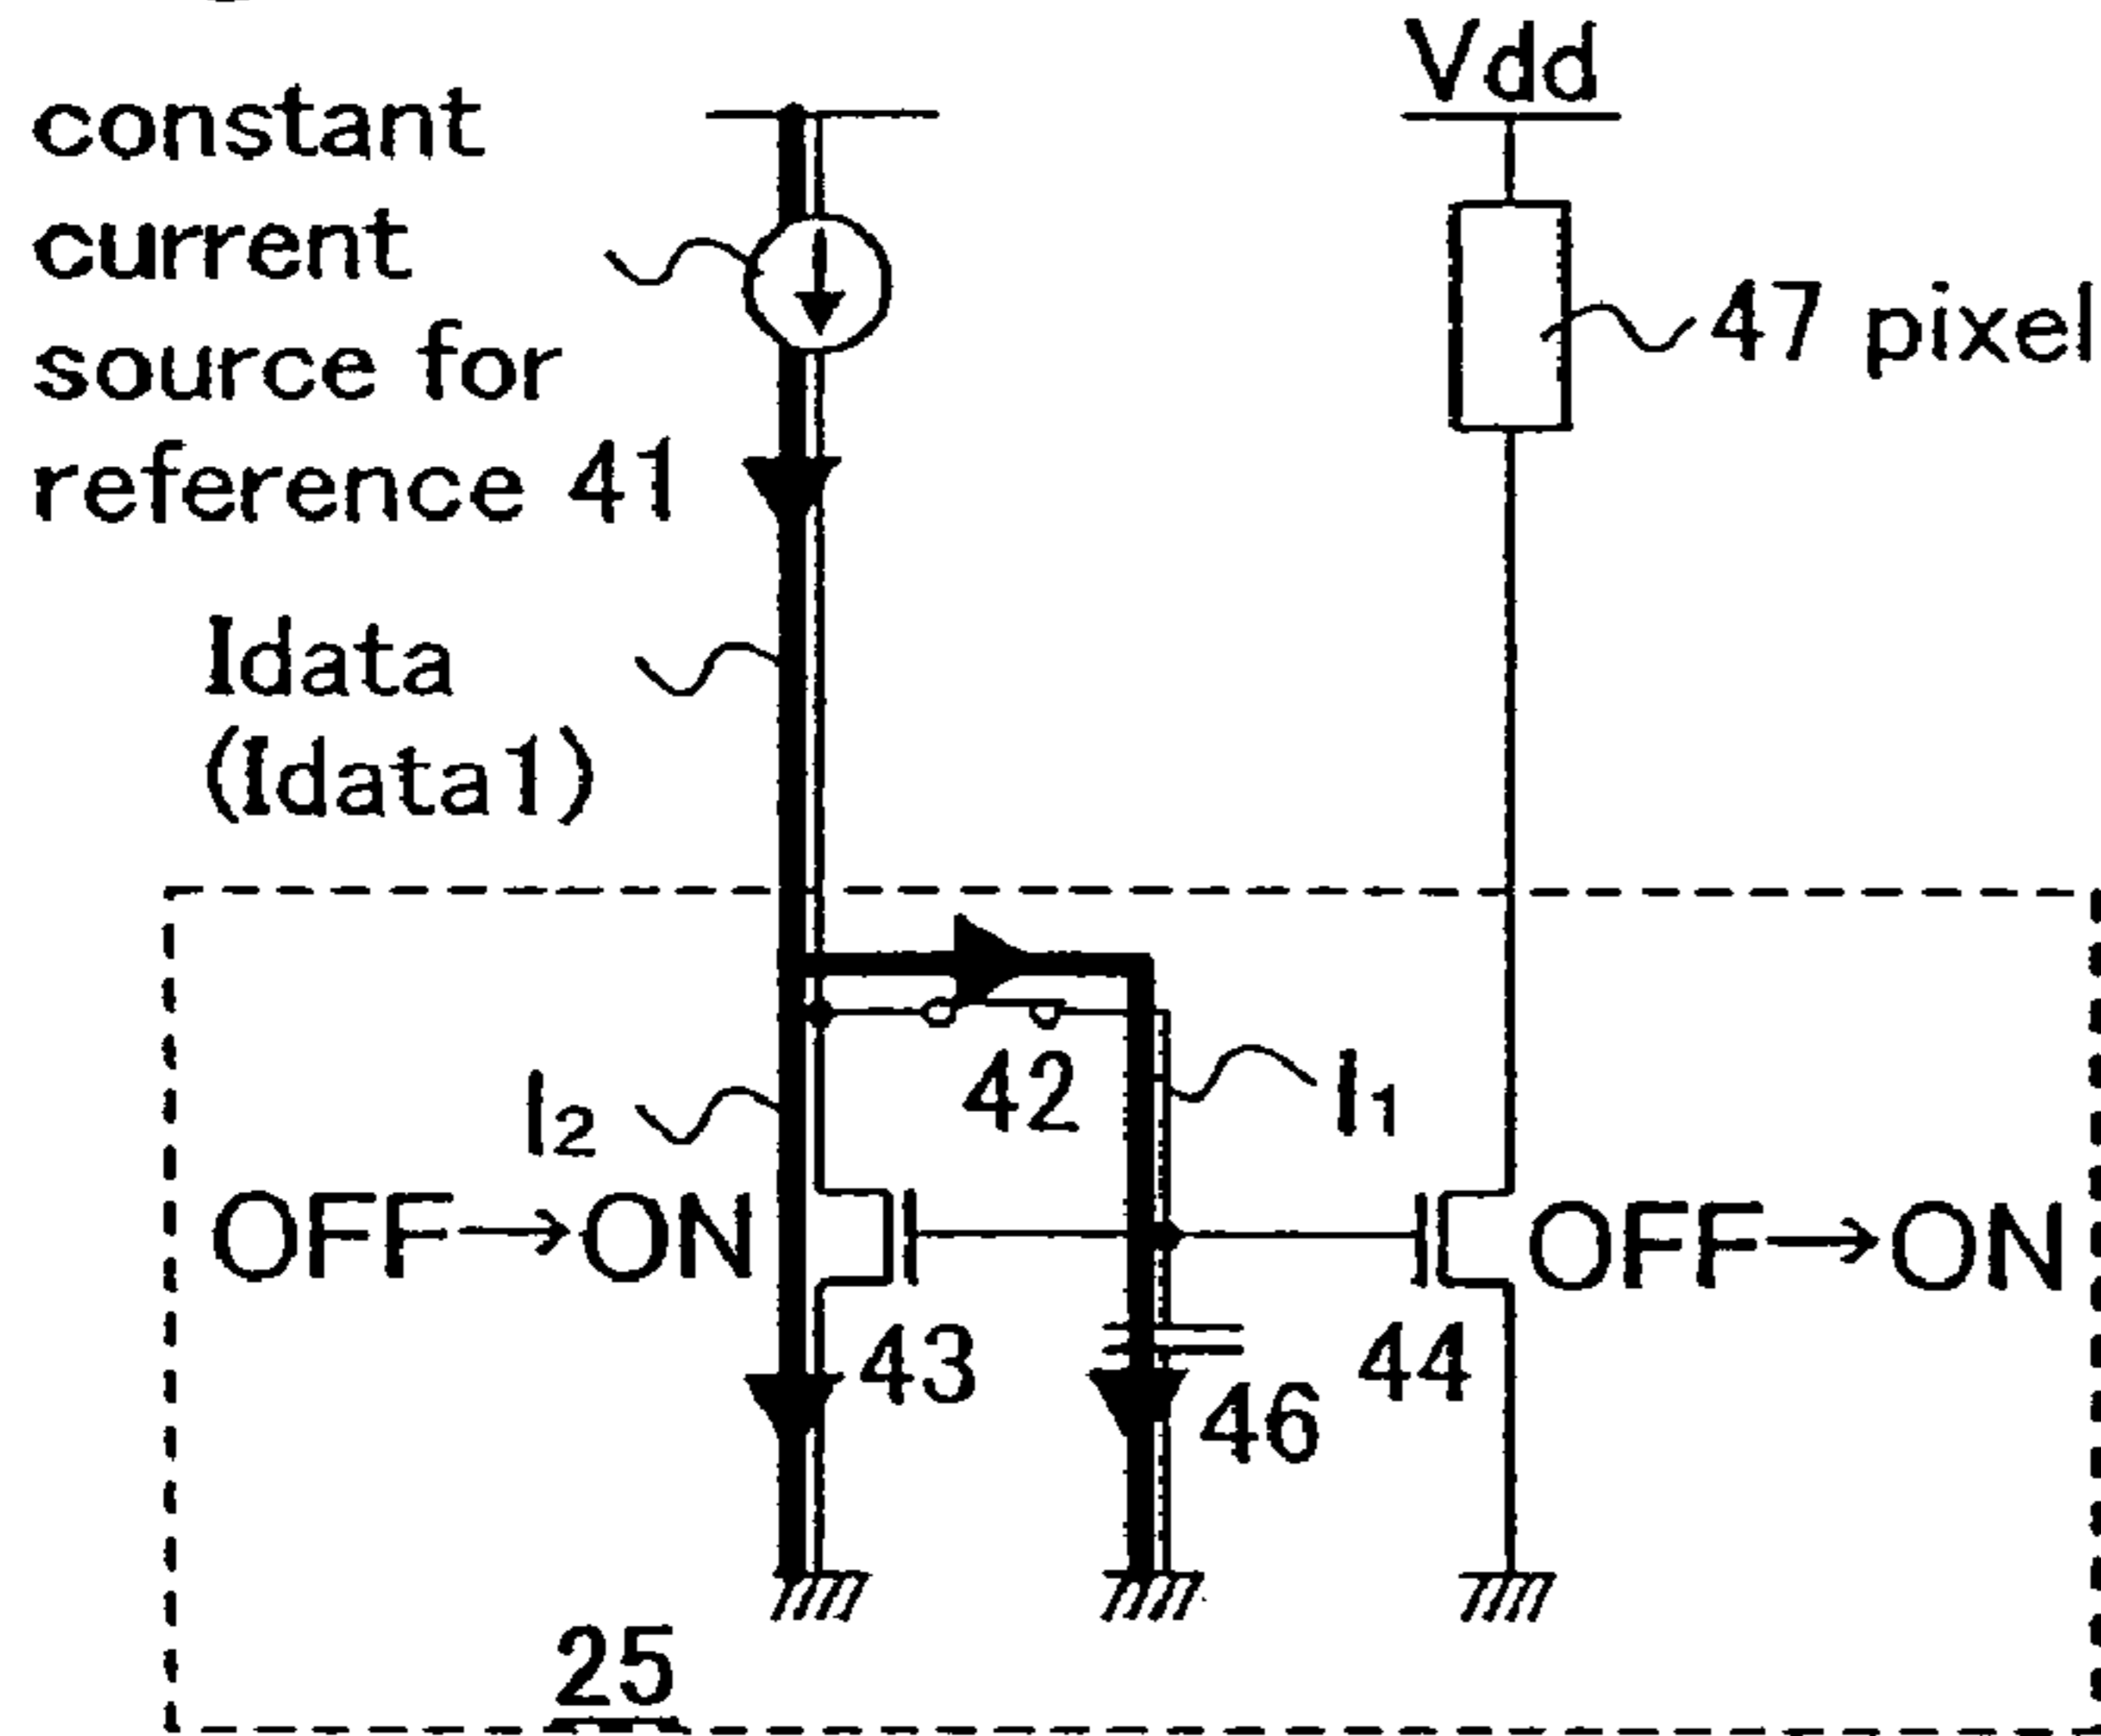 Vdd
constant
current
source for
reference 41
47 pixel
Idata
(Idata1)
I2
42
I1
OFF→ON
OFF→ON
43
44
46
25